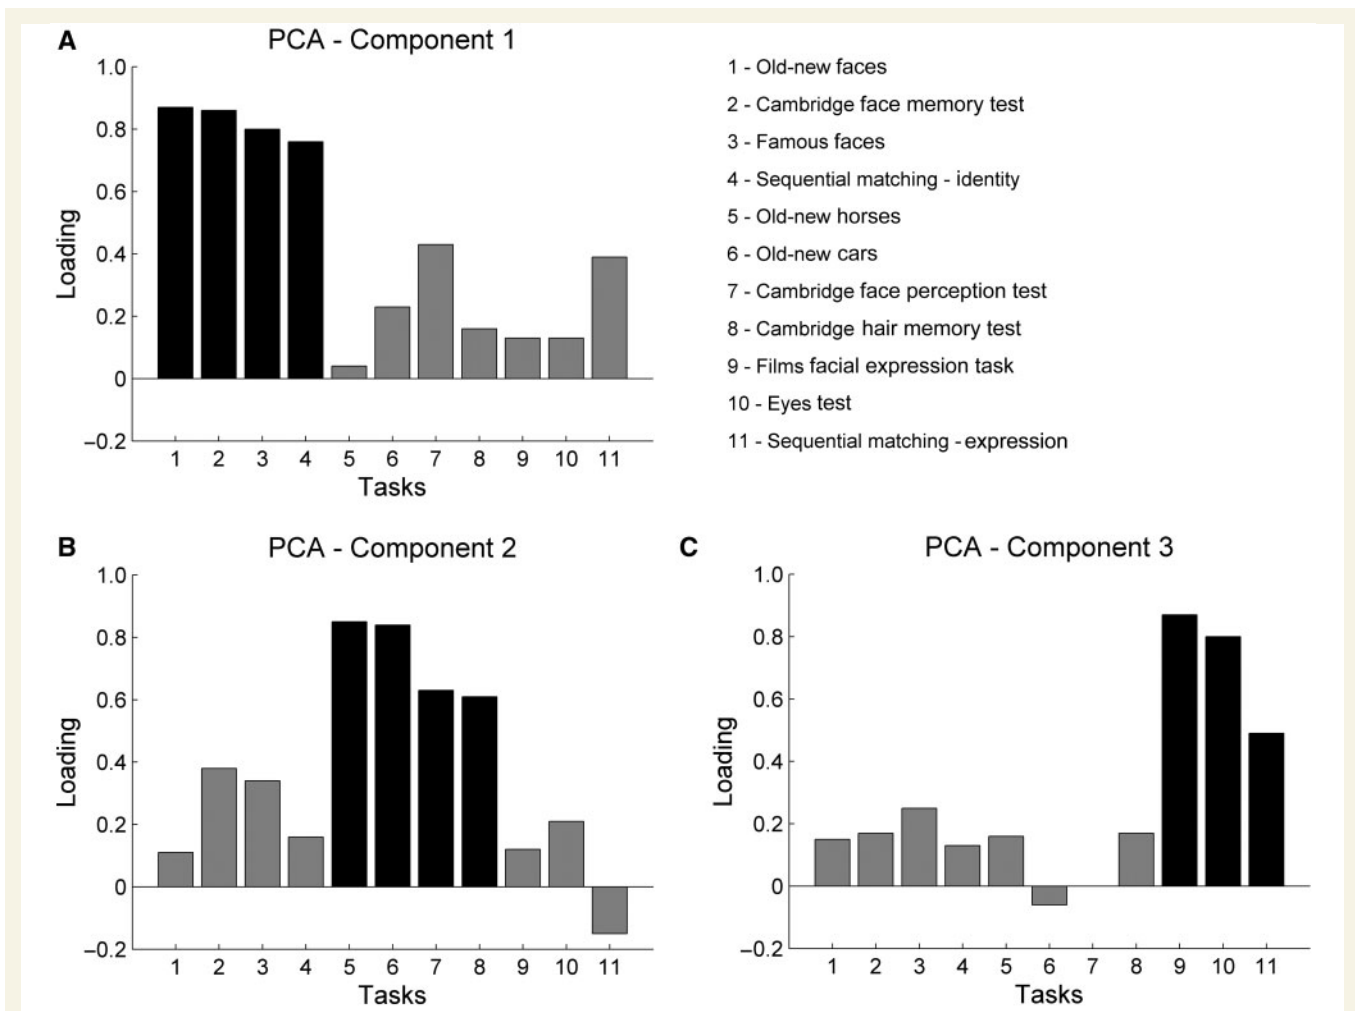 A
PCA - Component 1
1.0
0.8
0.6
0.4
0.2
0
–0.2
Loading
1 2 3 4 5 6 7 8 9 10 11
Tasks
1 - Old-new faces
2 - Cambridge face memory test
3 - Famous faces
4 - Sequential matching - identity
5 - Old-new horses
6 - Old-new cars
7 - Cambridge face perception test
8 - Cambridge hair memory test
9 - Films facial expression task
10 - Eyes test
11 - Sequential matching - expression
B
PCA - Component 2
1.0
0.8
0.6
0.4
0.2
0
–0.2
Loading
1 2 3 4 5 6 7 8 9 10 11
Tasks
C
PCA - Component 3
1.0
0.8
0.6
0.4
0.2
0
–0.2
Loading
1 2 3 4 5 6 7 8 9 10 11
Tasks